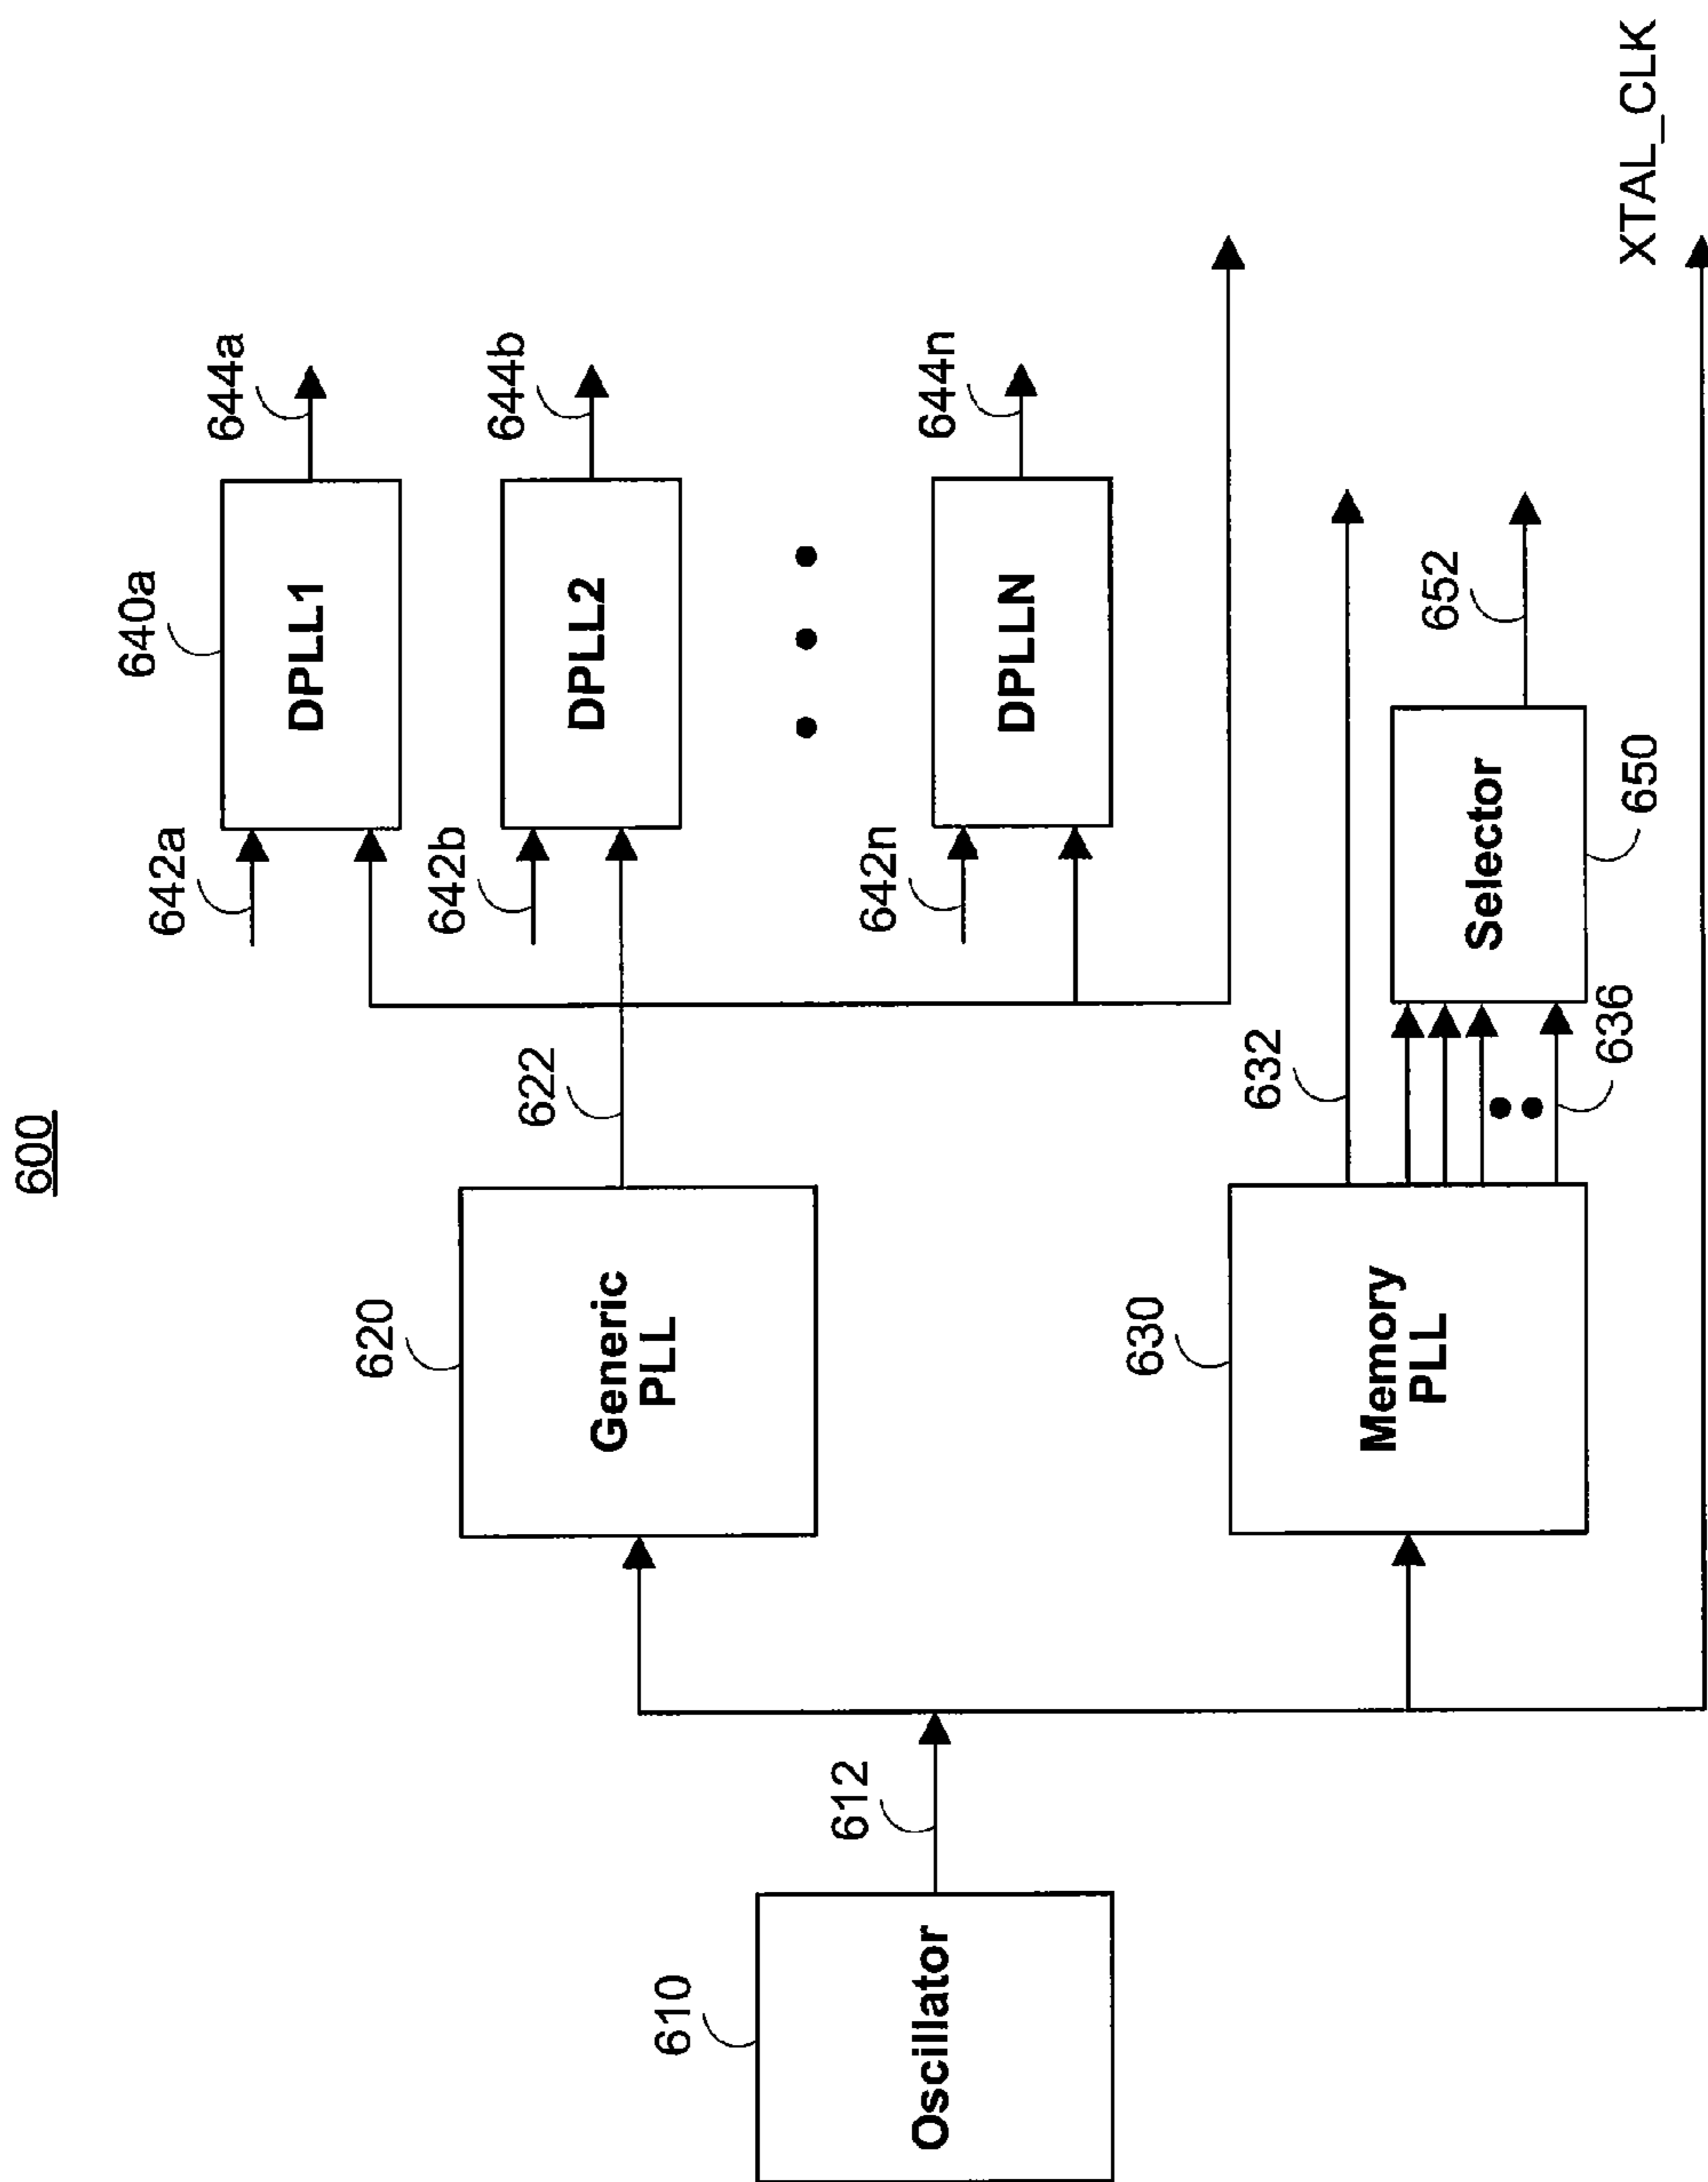 600
640a
642a
DPLL1
644a
642b
DPLL2
644b
622
620
Generic
PLL
642n
DPLLN
644n
610
Oscillator
612
630
Memory
PLL
632
636
Selector
650
652
XTAL_CLK